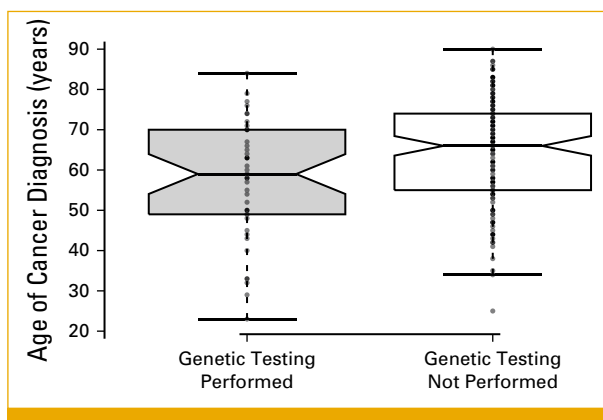 Age of Cancer Diagnosis (years)
90
80
70
60
50
40
30
20
Genetic Testing
Performed
Genetic Testing
Not Performed